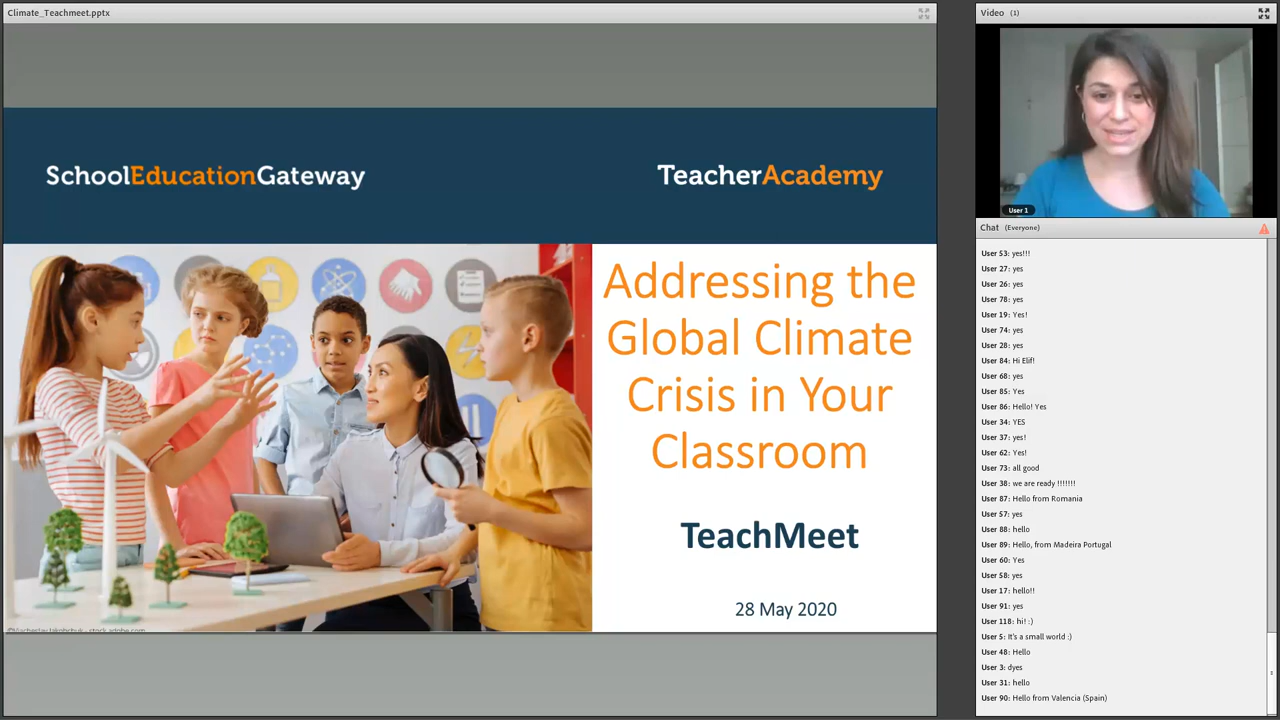 Climate_Teachmeet.pptx
SchoolEducationGateway
TeacherAcademy
Addressing the
Global Climate
Crisis in Your
Classroom
TeachMeet
28 May 2020
Video (1)
User 1
Chat (Everyone)
User 53: yes!!!
User 27: yes
User 26: yes
User 78: yes
User 19: Yes!
User 74: yes
User 28: yes
User 84: Hi Elif!
User 68: yes
User 85: Yes
User 86: Hello! Yes
User 34: YES
User 37: yes!
User 62: Yes!
User 73: all good
User 38: we are ready !!!!!!!
User 87: Hello from Romania
User 57: yes
User 88: hello
User 89: Hello, from Madeira Portugal
User 60: Yes
User 58: yes
User 17: hello!!
User 91: yes
User 118: hi! :)
User 5: It's a small world :)
User 48: Hello
User 3: dyes
User 31: hello
User 90: Hello from Valencia (Spain)